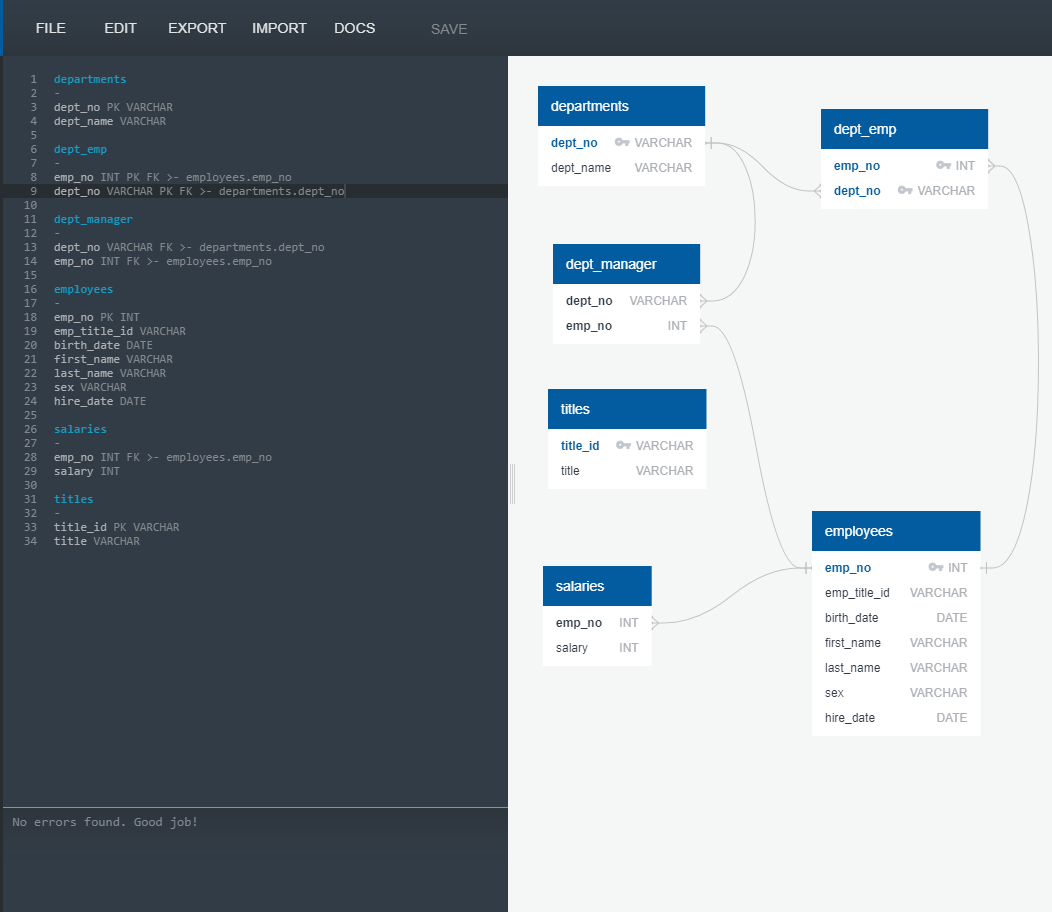 FILE EDIT EXPORT IMPORT DOCS SAVE
1 departments
2 -
3 dept_no PK VARCHAR
4 dept_name VARCHAR
5
6 dept_emp
7 -
8 emp_no INT PK FK >- employees.emp_no
9 dept_no VARCHAR PK FK >- departments.dept_no
10
11 dept_manager
12 -
13 dept_no VARCHAR FK >- departments.dept_no
14 emp_no INT FK >- employees.emp_no
15
16 employees
17 -
18 emp_no PK INT
19 emp_title_id VARCHAR
20 birth_date DATE
21 first_name VARCHAR
22 last_name VARCHAR
23 sex VARCHAR
24 hire_date DATE
25
26 salaries
27 -
28 emp_no INT FK >- employees.emp_no
29 salary INT
30
31 titles
32 -
33 title_id PK VARCHAR
34 title VARCHAR
No errors found. Good job!
departments
dept_no VARCHAR
dept_name VARCHAR
dept_emp
emp_no INT
dept_no VARCHAR
dept_manager
dept_no VARCHAR
emp_no INT
titles
title_id VARCHAR
title VARCHAR
salaries
emp_no INT
salary INT
employees
emp_no INT
emp_title_id VARCHAR
birth_date DATE
first_name VARCHAR
last_name VARCHAR
sex VARCHAR
hire_date DATE